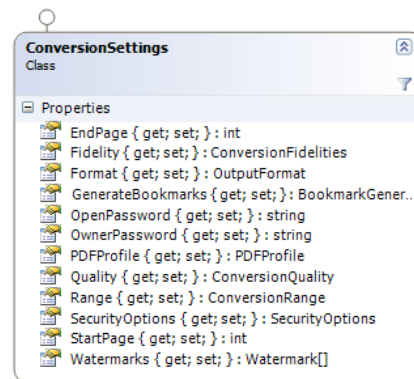 ConversionSettings
Class
Properties
EndPage { get; set; } : int
Fidelity { get; set; } : ConversionFidelities
Format { get; set; } : OutputFormat
GenerateBookmarks { get; set; } : BookmarkGener...
OpenPassword { get; set; } : string
OwnerPassword { get; set; } : string
PDFProfile { get; set; } : PDFProfile
Quality { get; set; } : ConversionQuality
Range { get; set; } : ConversionRange
SecurityOptions { get; set; } : SecurityOptions
StartPage { get; set; } : int
Watermarks { get; set; } : Watermark[]